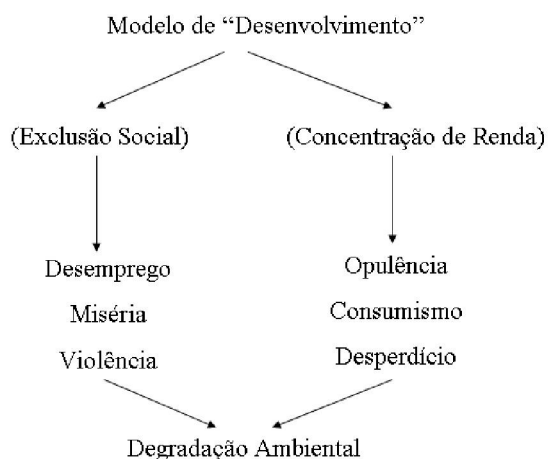 Modelo de “Desenvolvimento”
(Exclusão Social)
(Concentração de Renda)
Desemprego
Miséria
Violência
Opulência
Consumismo
Desperdício
Degradação Ambiental